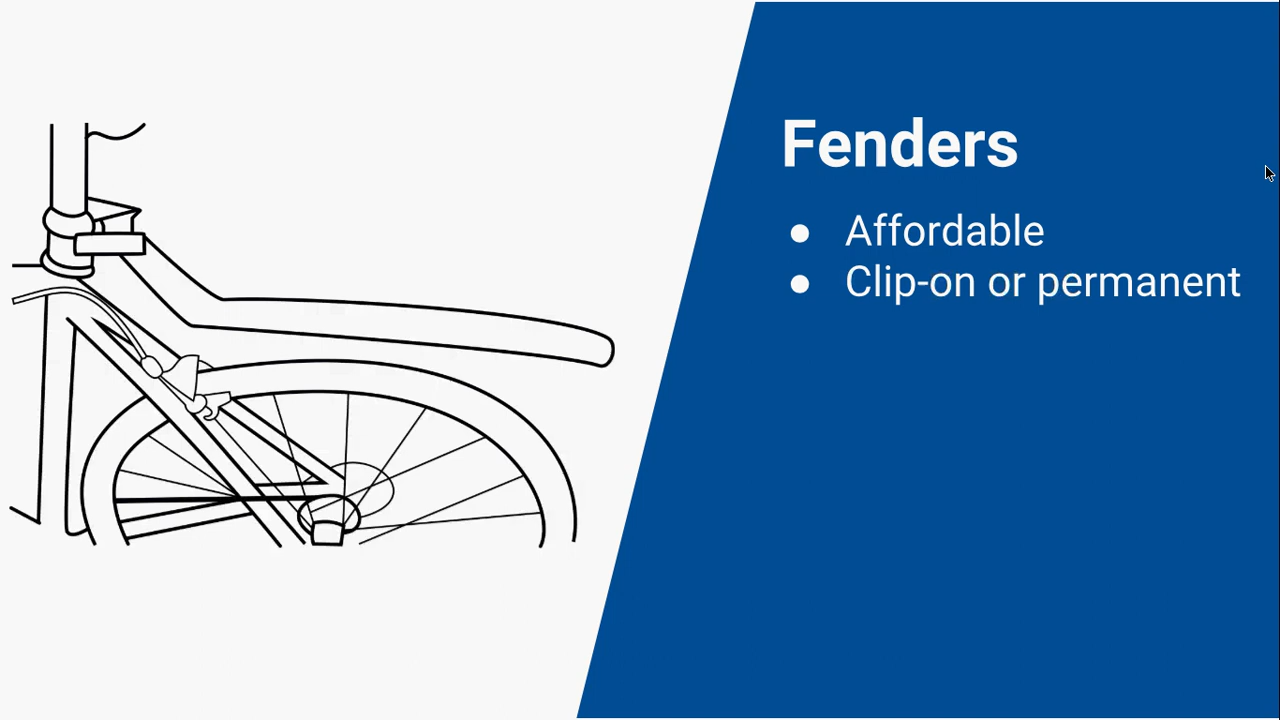 Fenders
● Affordable
● Clip-on or permanent